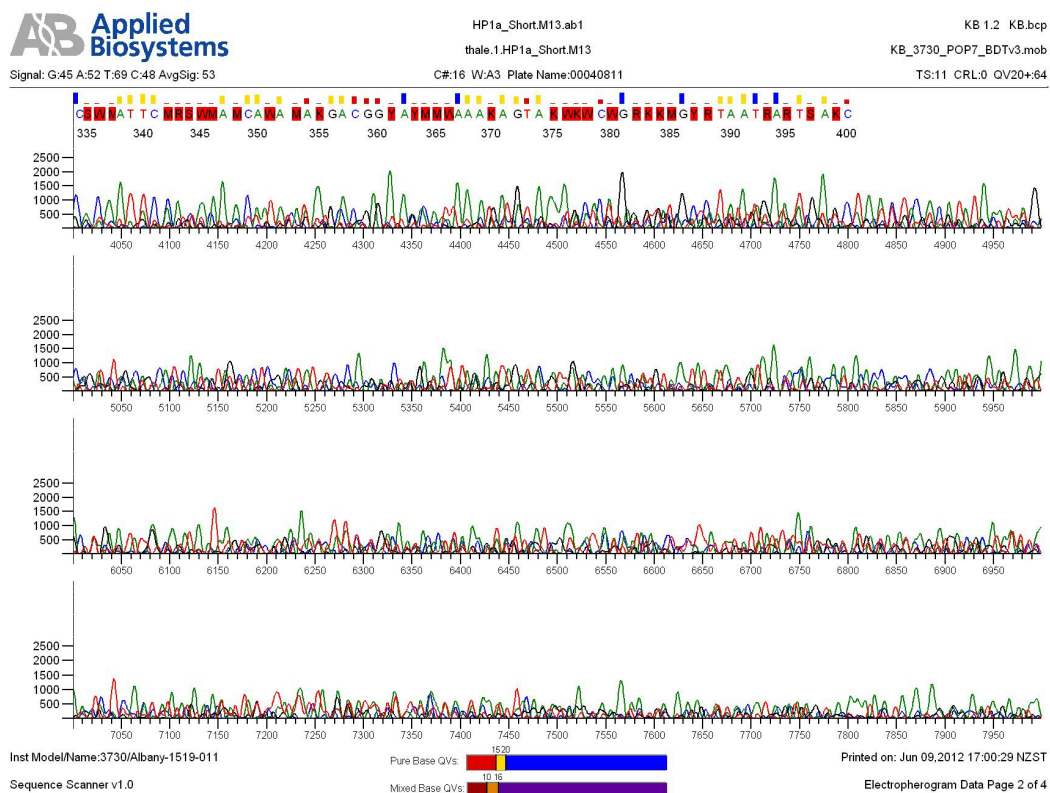 AB Applied Biosystems
HP1a_Short.M13.ab1
KB 1.2 KB.bcp
thale.1.HP1a_Short.M13
KB_3730_POP7_BDTv3.mob
Signal: G:45 A:52 T:69 C:48 AvgSig: 53
C#:16 W:A3 Plate Name:00040811
TS:11 CRL:0 QV20+:64
CSWMATTCMRSWMAMCAWAMAKGACGGYAYMMWAAAKAGTAKWKWCWGRKKMGYRTAATRARTSAKC
335 340 345 350 355 360 365 370 375 380 385 390 395 400
2500
2000
1500
1000
500
4050 4100 4150 4200 4250 4300 4350 4400 4450 4500 4550 4600 4650 4700 4750 4800 4850 4900 4950
2500
2000
1500
1000
500
5050 5100 5150 5200 5250 5300 5350 5400 5450 5500 5550 5600 5650 5700 5750 5800 5850 5900 5950
2500
2000
1500
1000
500
6050 6100 6150 6200 6250 6300 6350 6400 6450 6500 6550 6600 6650 6700 6750 6800 6850 6900 6950
2500
2000
1500
1000
500
7050 7100 7150 7200 7250 7300 7350 7400 7450 7500 7550 7600 7650 7700 7750 7800 7850 7900 7950
Inst Model/Name:3730/Albany-1519-011
1520
Pure Base QVs:
Printed on: Jun 09,2012 17:00:29 NZST
10 16
Sequence Scanner v1.0
Mixed Base QVs:
Electropherogram Data Page 2 of 4